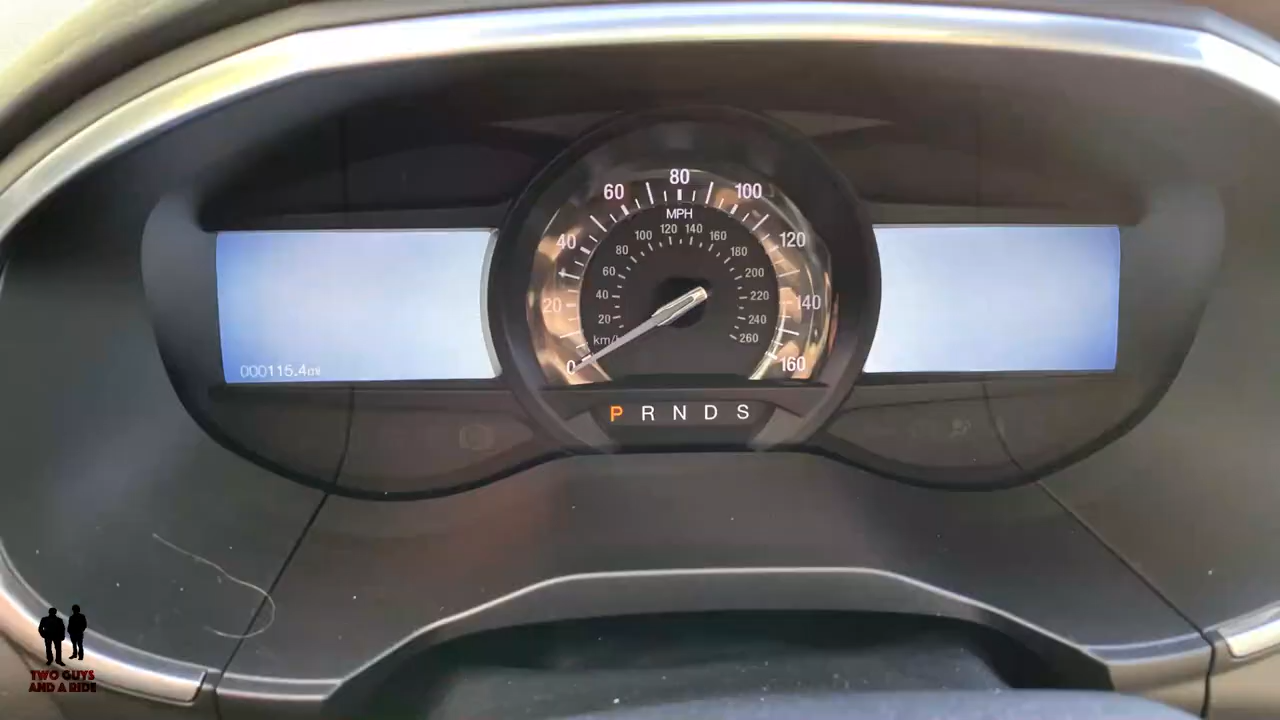 60 80 100
MPH
40 120
100 120 140 160
80 180
60 200
40 220
20 140
20 240
km/h 260
0 160
000115.4mi
P R N D S
TWO GUYS
AND A RIDE